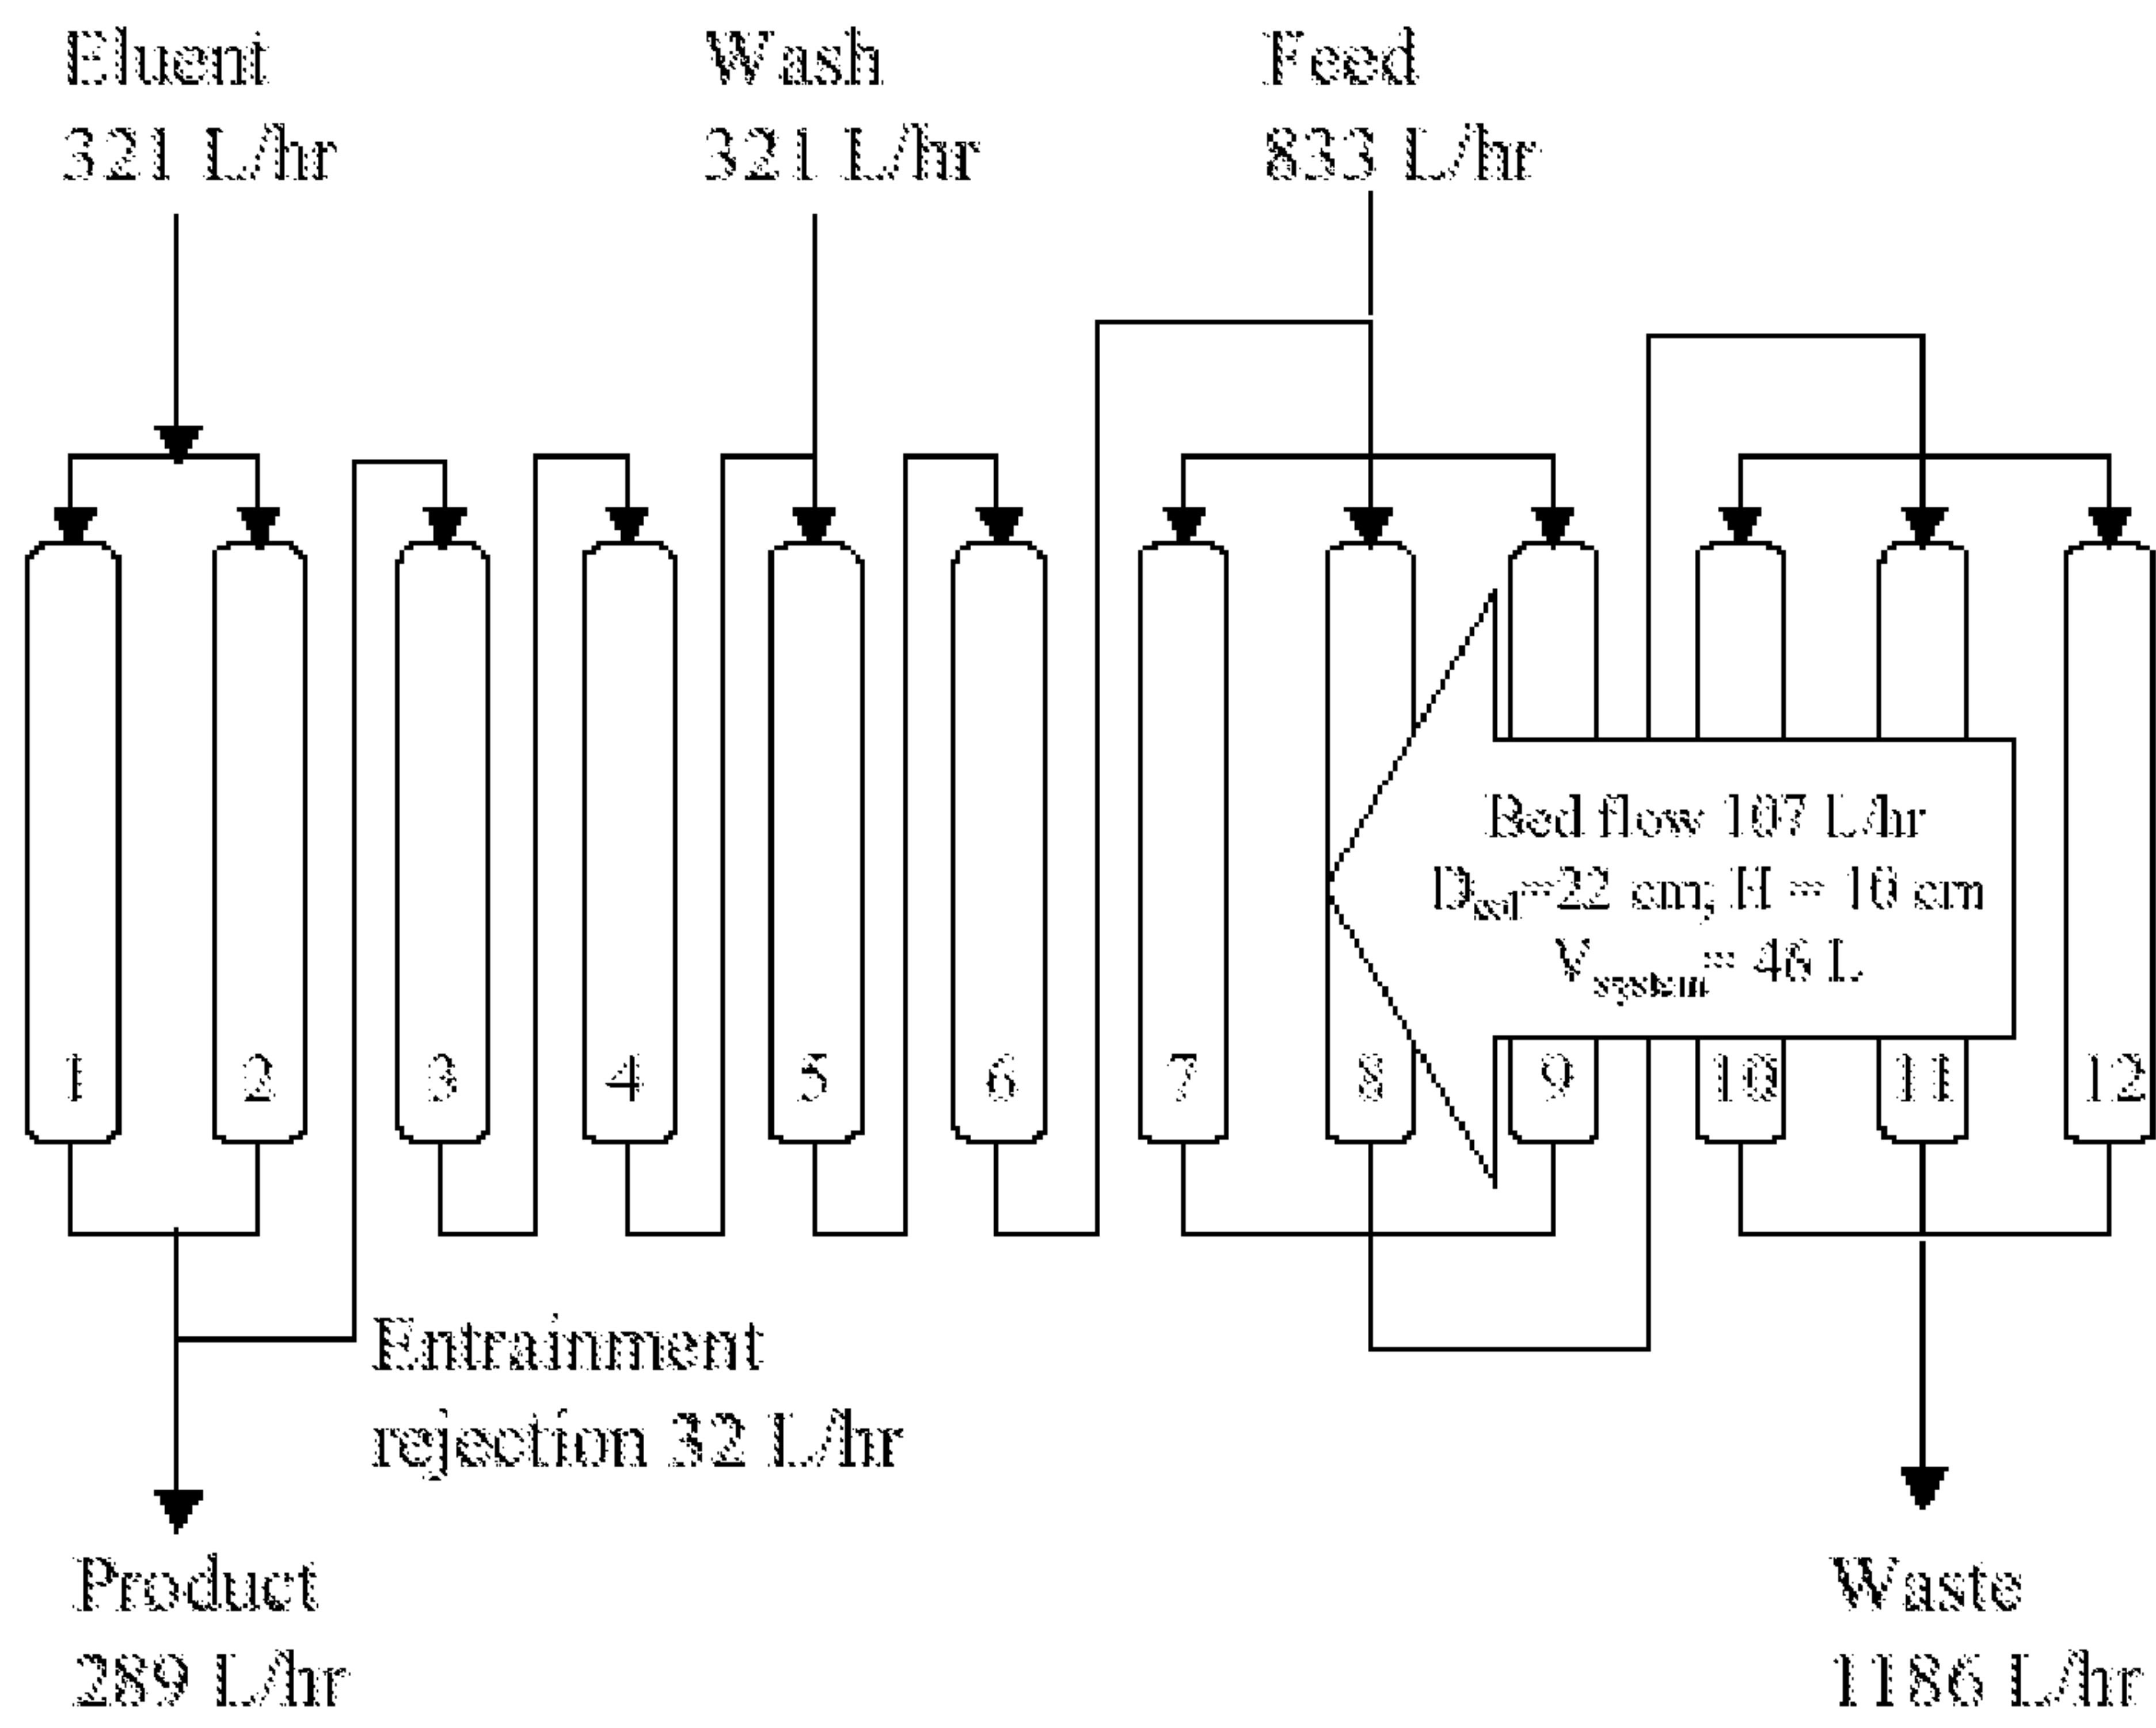 Eluent
321 L/hr
Wash
321 L/hr
Feed
833 L/hr
Bed flow 107 L/hr
D_col=22 cm, H = 10 cm
V_system= 46 L
1 2 3 4 5 6 7 8 9 10 11 12
Entrainment
rejection 32 L/hr
Product
289 L/hr
Waste
1186 L/hr